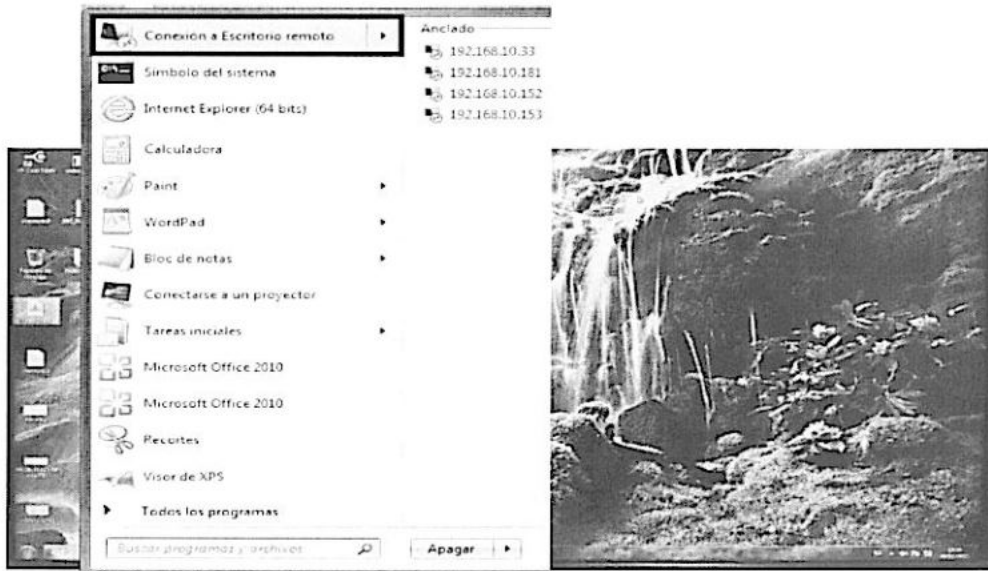 Conexión a Escritorio remoto
Símbolo del sistema
Internet Explorer (64 bits)
Calculadora
Paint
WordPad
Bloc de notas
Conectarse a un proyector
Tareas iniciales
Microsoft Office 2010
Microsoft Office 2010
Recortes
Visor de XPS
Todos los programas
Buscar programas y archivos
Apagar
Anclado
192.168.10.33
192.168.10.181
192.168.10.152
192.168.10.153